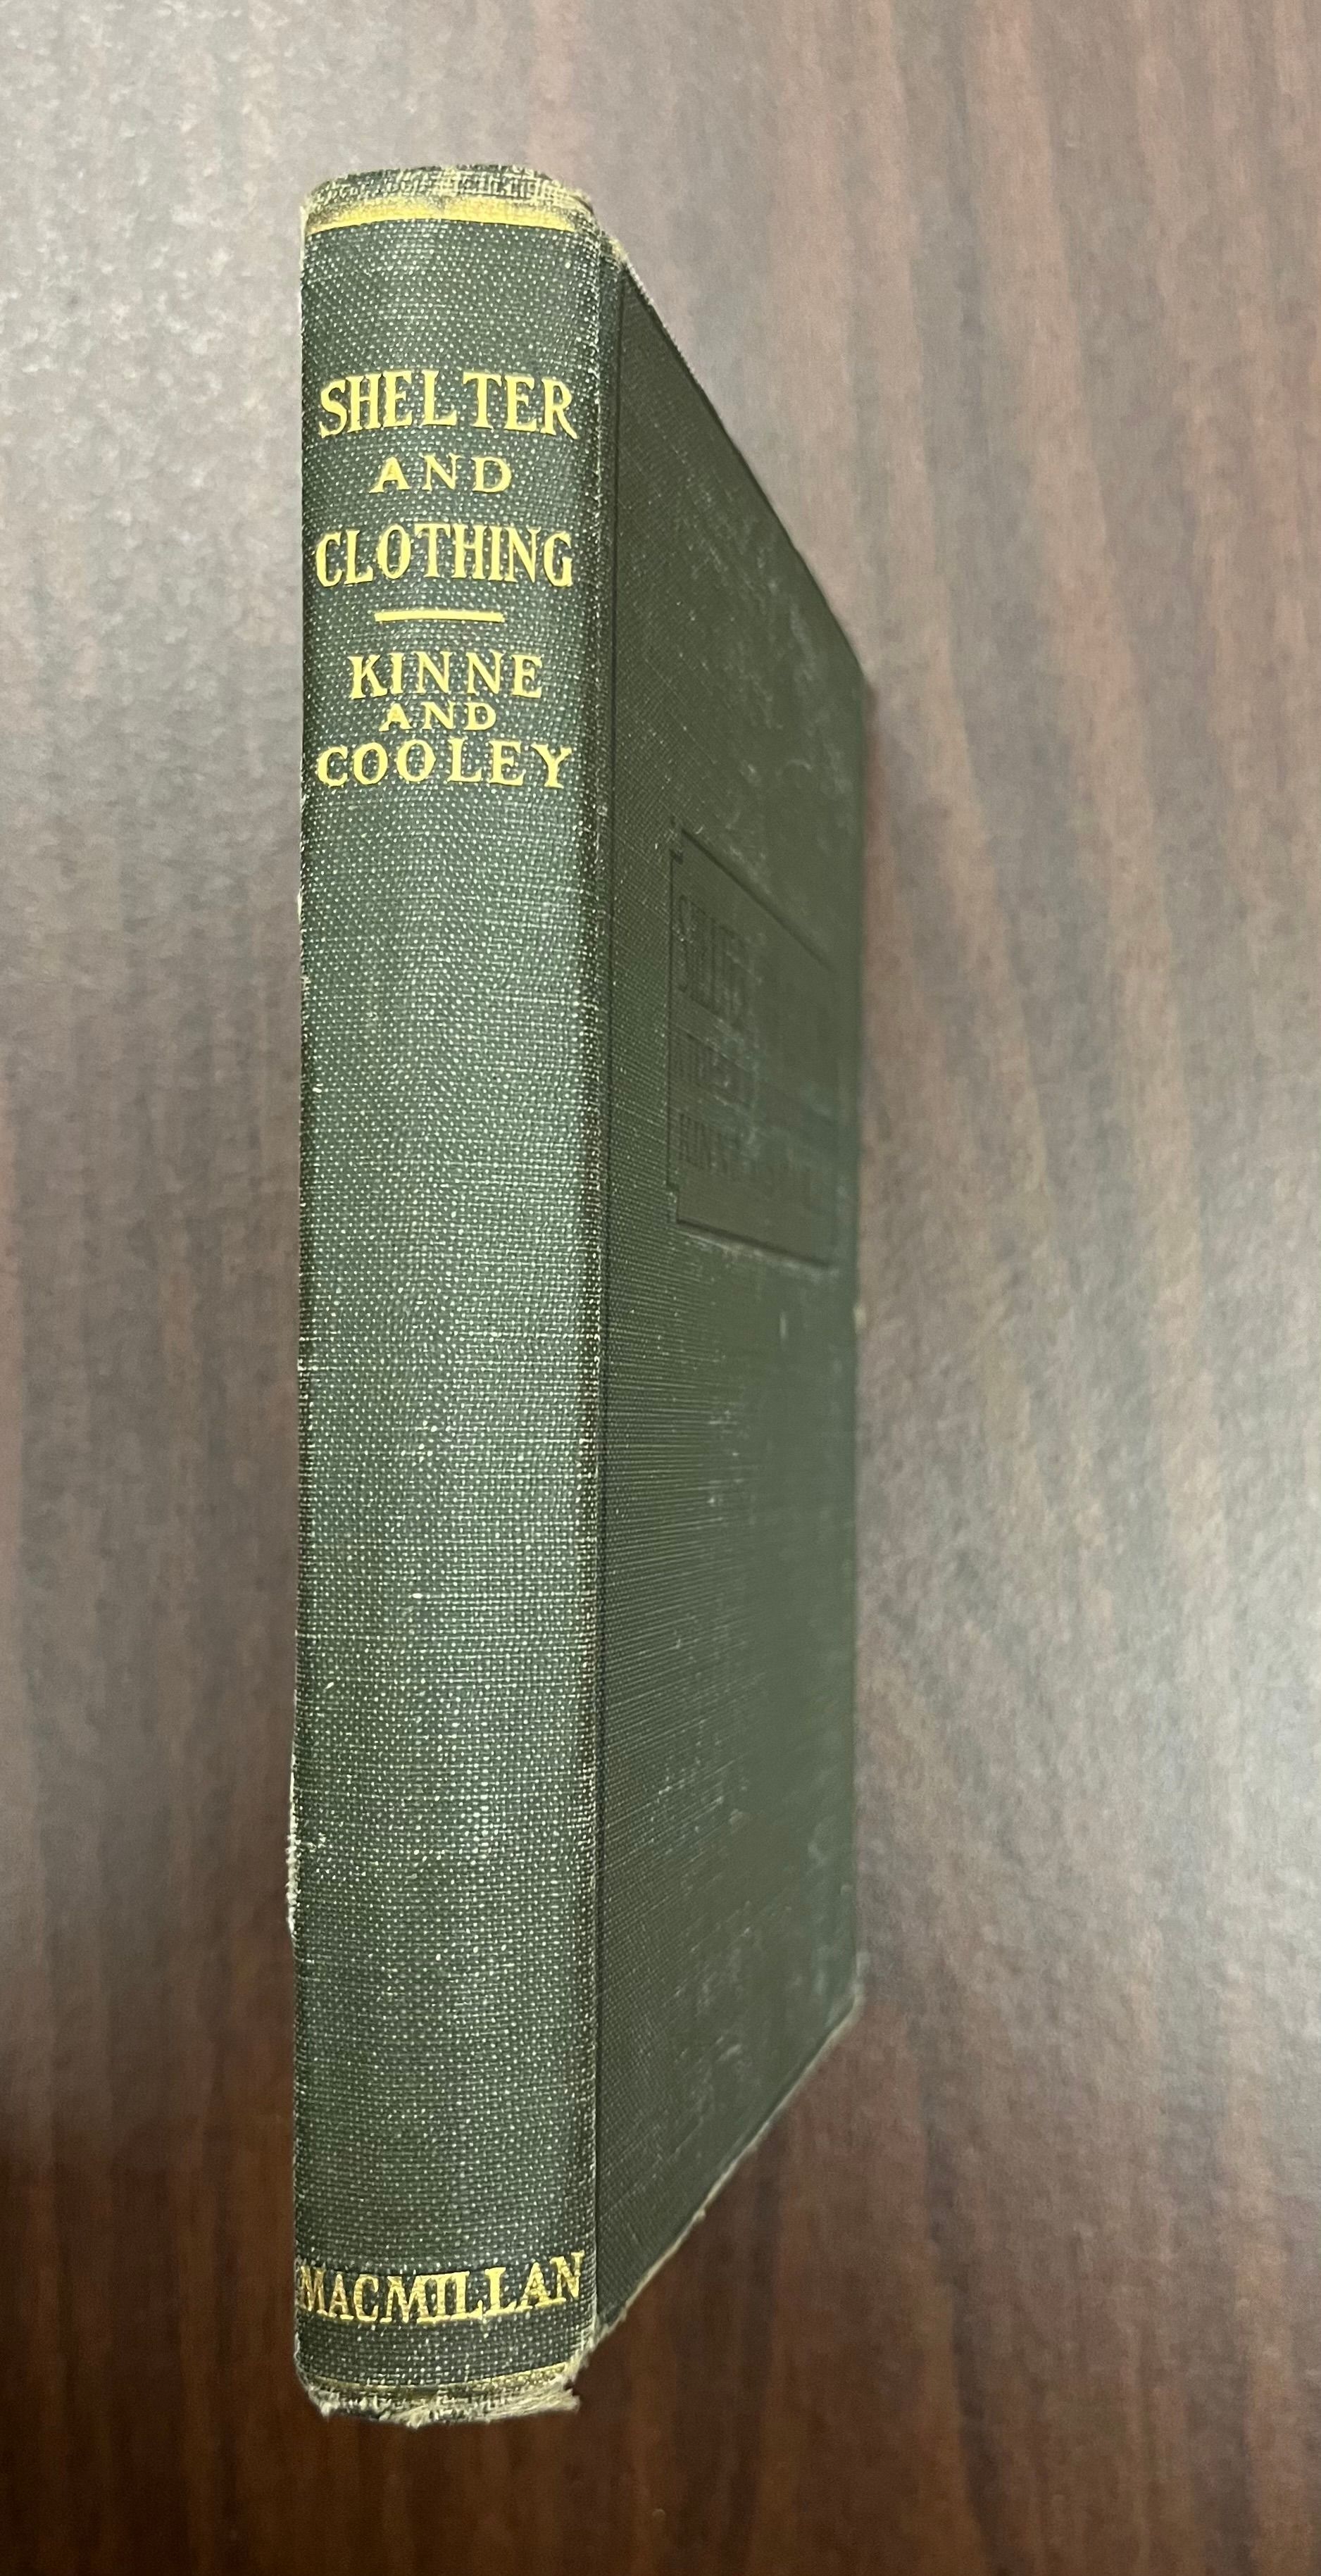 SHELTER
AND
CLOTHING
KINNE
AND
COOLEY
MACMILLAN